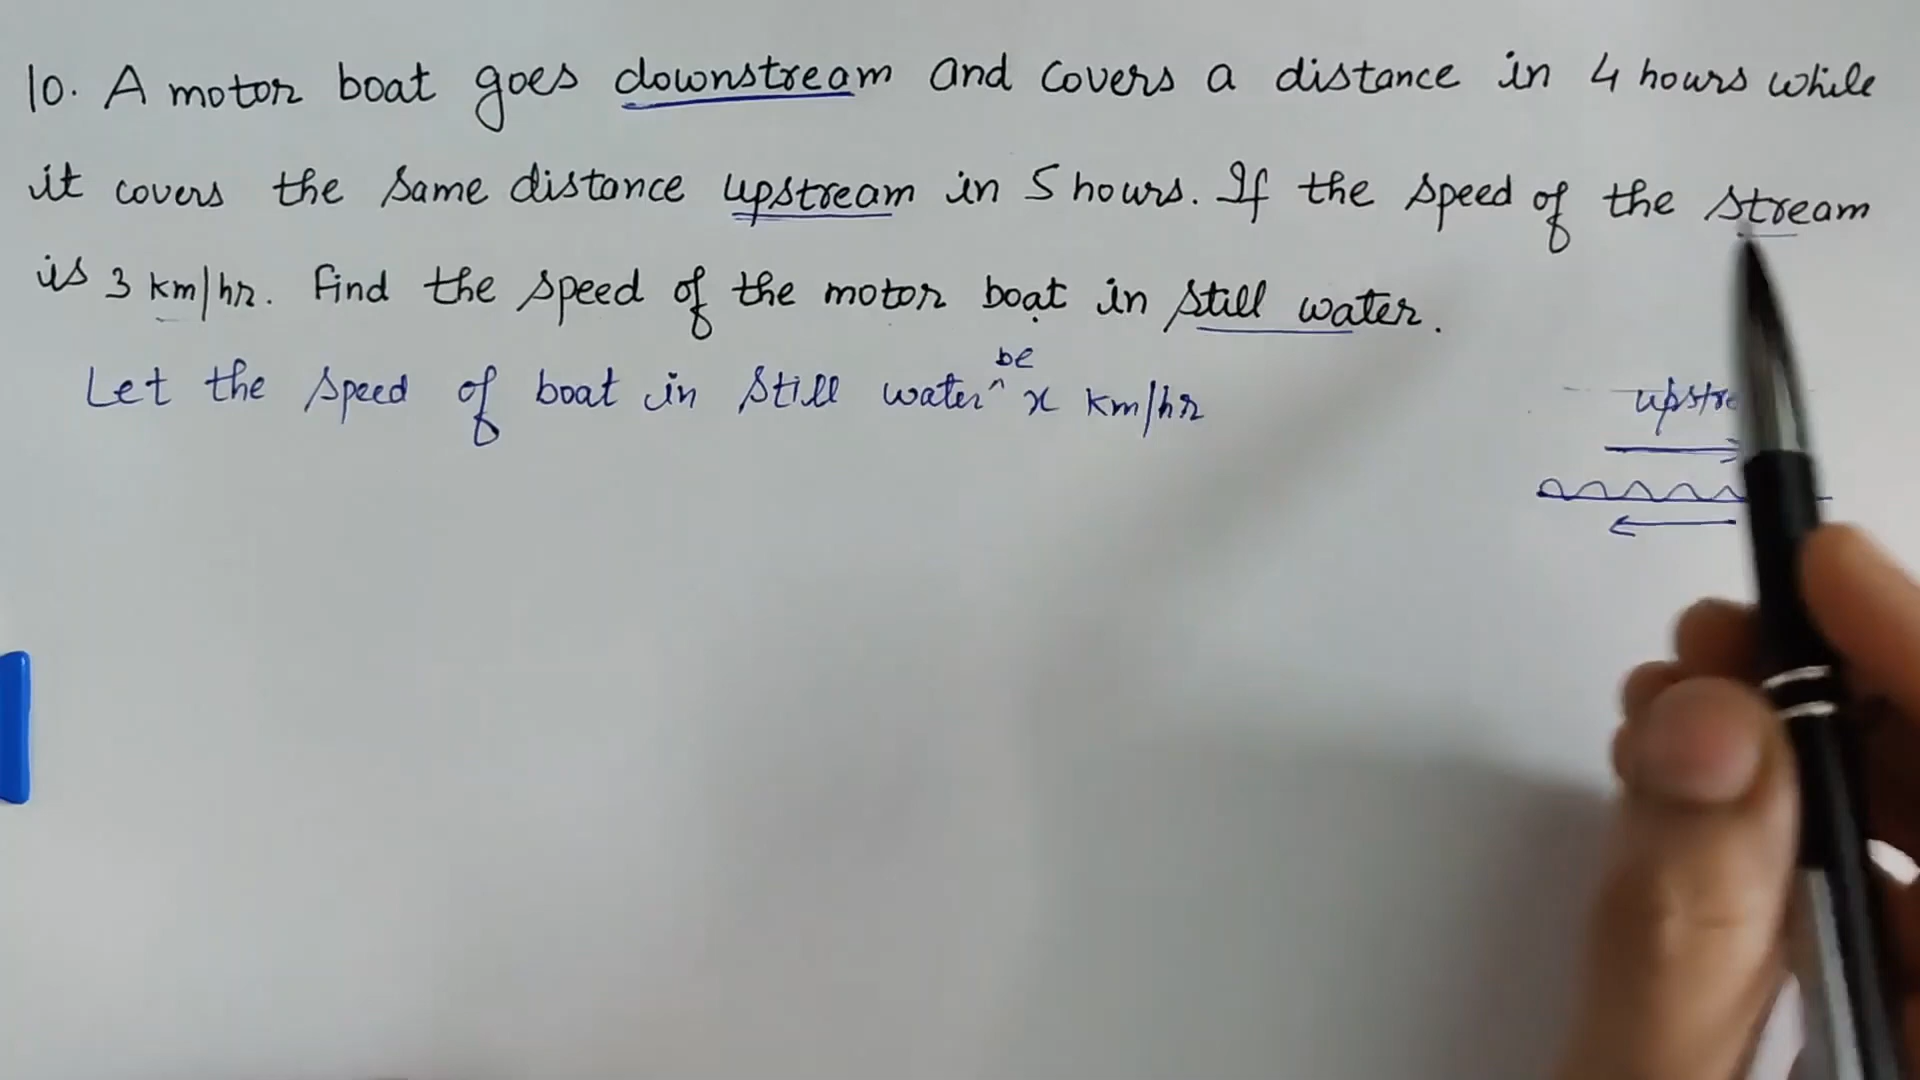 10. A motor boat goes downstream and covers a distance in 4 hours while
it covers the same distance upstream in 5 hours. If the speed of the stream
is 3 km/hr. Find the speed of the motor boat in still water.
Let the speed of boat in still water be x km/hr